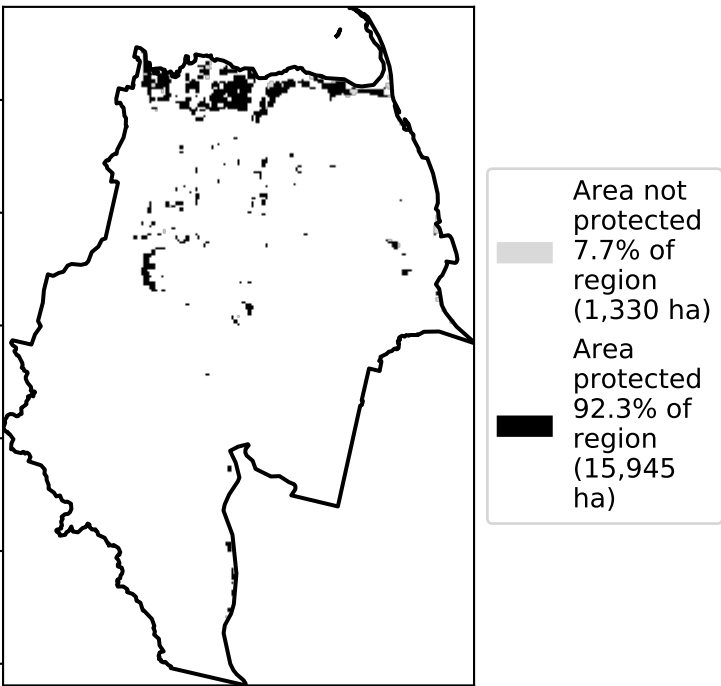 Area not
protected
7.7% of
region
(1,330 ha)
Area
protected
92.3% of
region
(15,945
ha)